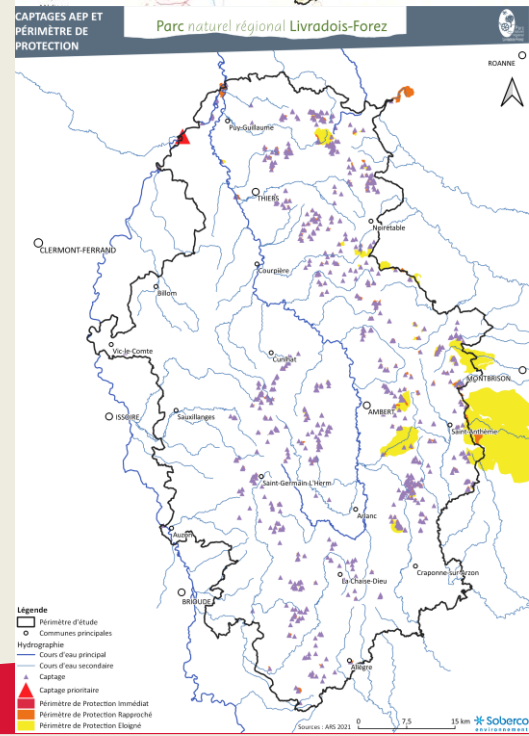 CAPTAGES AEP ET
PÉRIMÈTRE DE
PROTECTION
Parc naturel régional Livradois-Forez
ROANNE
Puy-Guillaume
THIERS
Noirétable
CLERMONT-FERRAND
Courpière
Billom
Vic-le-Comte
Cunlhat
MONTBRISON
ISSOIRE
Sauxillanges
AMBERT
Saint-Anthème
Saint-Germain-L'Herm
Arlanc
Auzon
Craponne-sur-Arzon
La Chaise-Dieu
BRIOUDE
Allègre
Légende
Périmètre d'étude
Communes principales
Hydrographie
Cours d'eau principal
Cours d'eau secondaire
Captage
Captage prioritaire
Périmètre de Protection Immédiat
Périmètre de Protection Rapproché
Périmètre de Protection Eloigné
Sources : ARS 2021
0 7,5 15 km
Soberco
environnement